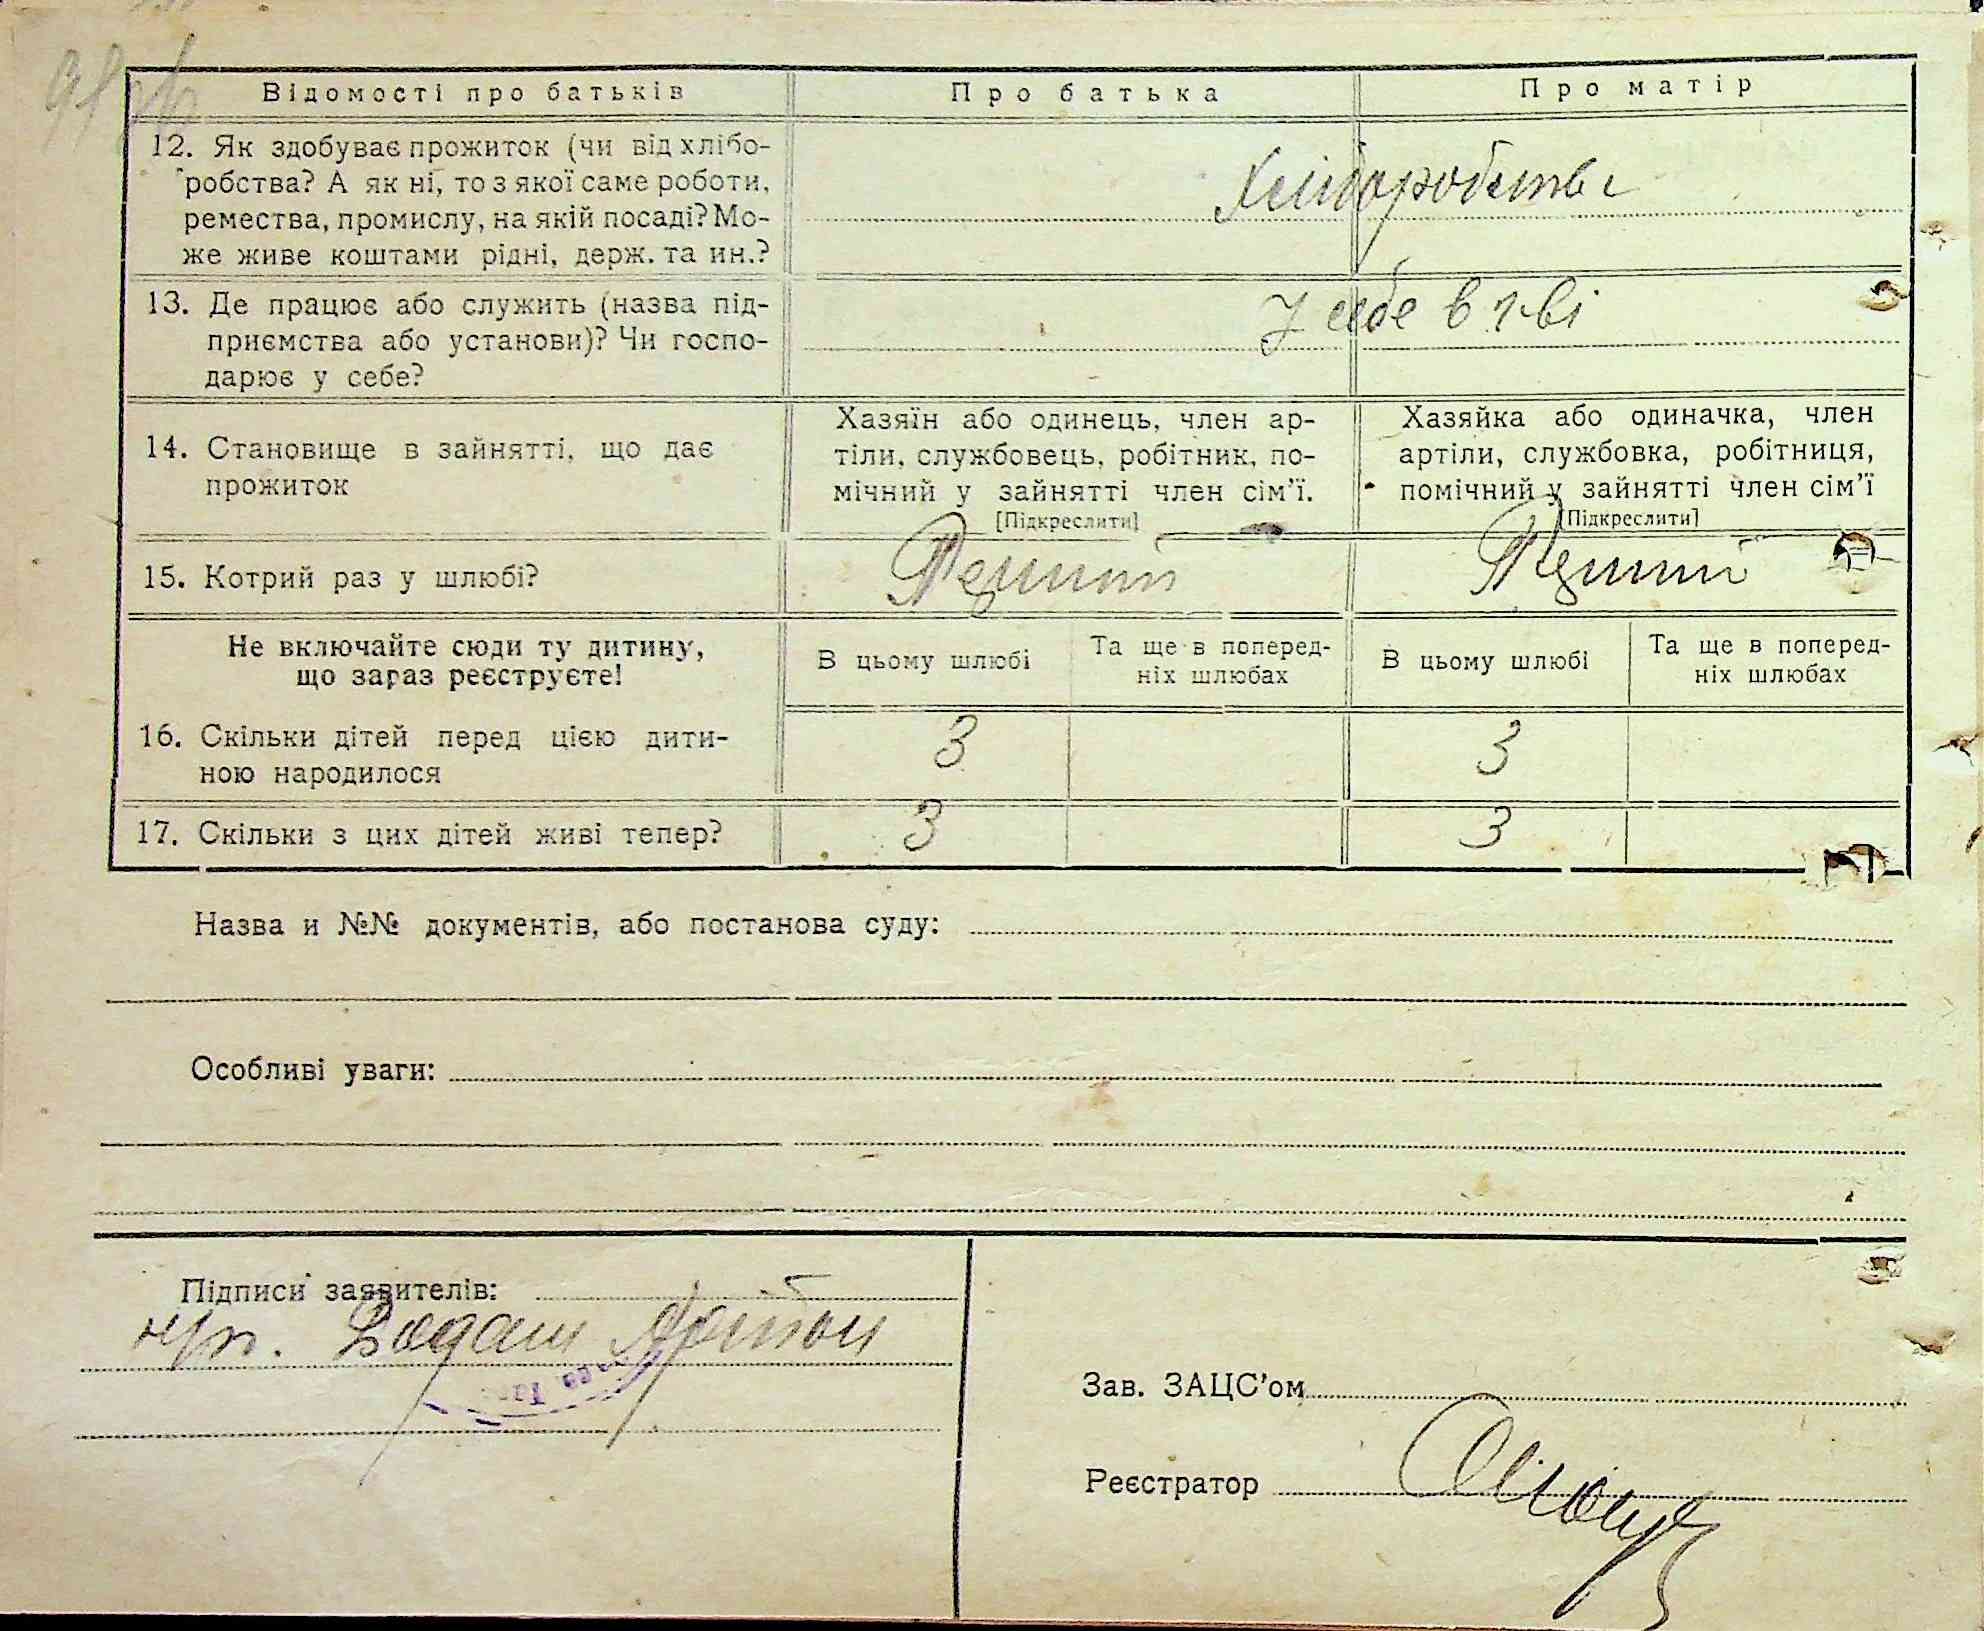 Відомості про батьків Про батька Про матір
12. Як здобуває прожиток (чи від хлібо-
робства? А як ні, то з якої саме роботи,
ремества, промислу, на якій посаді? Мо-
же живе коштами рідні, держ. та ин.?
Хліборобство
13. Де працює або служить (назва під-
приємства або установи)? Чи госпо-
дарює у себе?
у себе в г-ві
14. Становище в зайнятті, що дає
прожиток
Хазяїн або одинець, член ар-
тіли, службовець, робітник, по-
мічний у зайнятті член сім'ї.
[Підкреслити]
Хазяйка або одиначка, член
артіли, службовка, робітниця,
помічний у зайнятті член сім'ї
[Підкреслити]
15. Котрий раз у шлюбі? Перший Перший
Не включайте сюди ту дитину,
що зараз реєструєте!
В цьому шлюбі
Та ще в поперед-
ніх шлюбах
В цьому шлюбі
Та ще в поперед-
ніх шлюбах
16. Скільки дітей перед цією дити-
ною народилося
3 3
17. Скільки з цих дітей живі тепер? 3 3
Назва и №№ документів, або постанова суду:
Особливі уваги:
Підписи заявителів:
н/п.
Зав. ЗАЦС'ом
Реєстратор